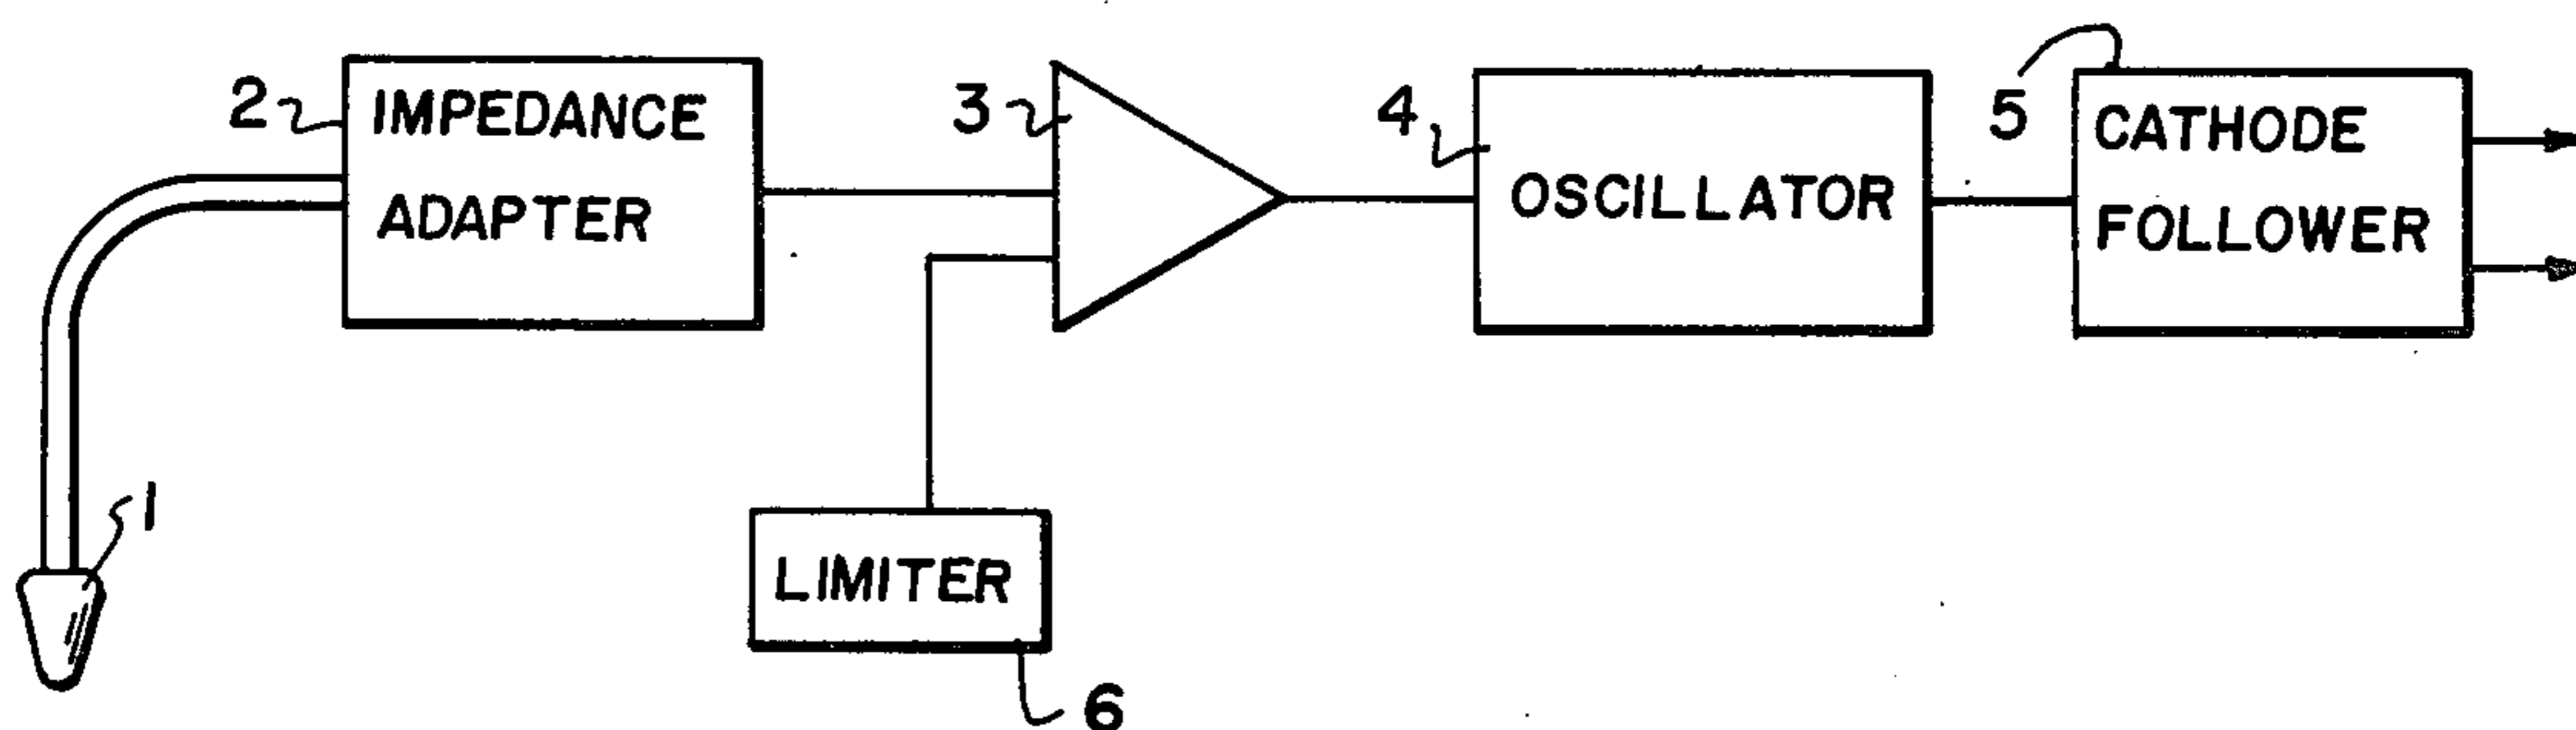 2
IMPEDANCE
ADAPTER
3
4
OSCILLATOR
5
CATHODE
FOLLOWER
1
LIMITER
6